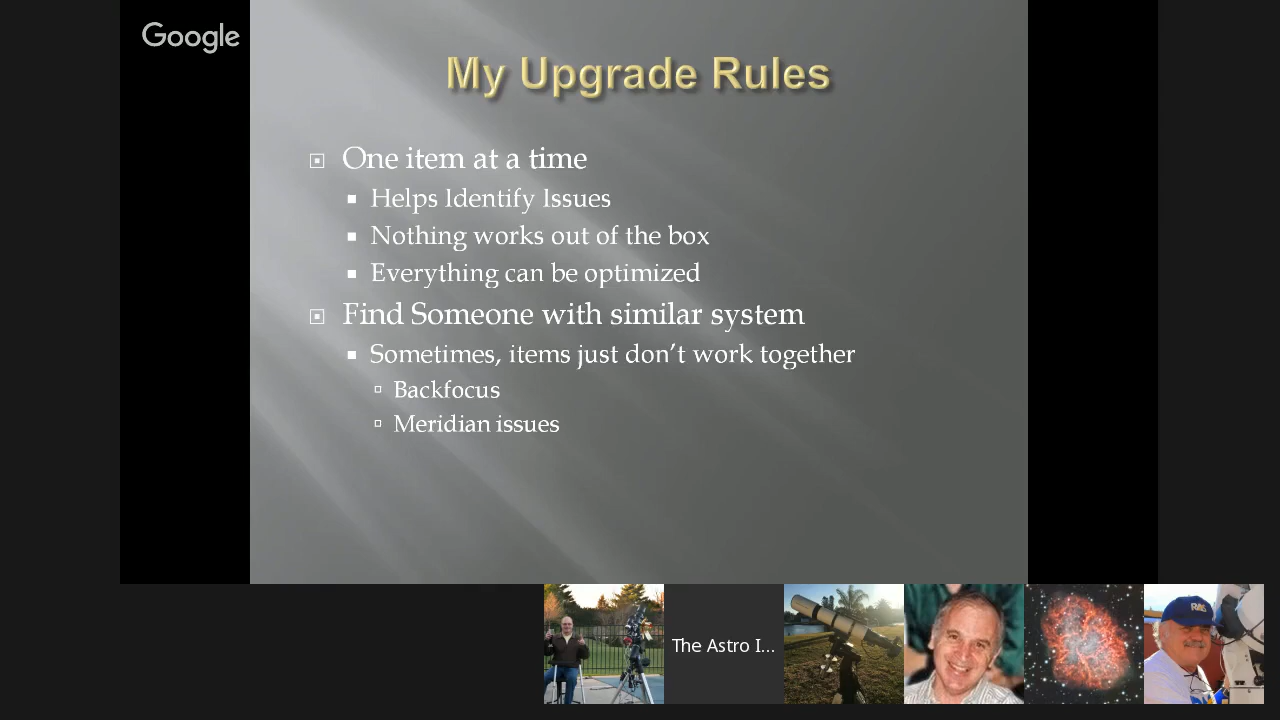 Google
My Upgrade Rules
One item at a time
Helps Identify Issues
Nothing works out of the box
Everything can be optimized
Find Someone with similar system
Sometimes, items just don’t work together
Backfocus
Meridian issues
The Astro I...
RAS